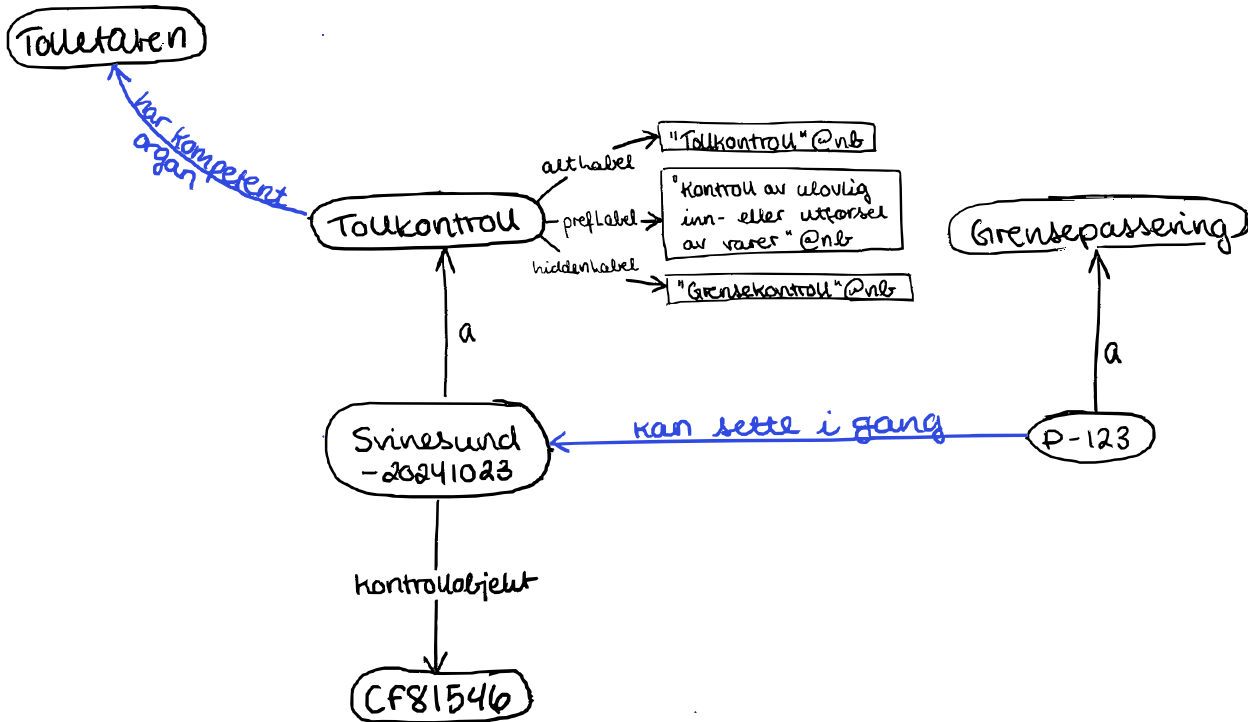 Tolletaten
har kompetent
organ
altLabel
"Tollkontroll"@nb
Tollkontroll
prefLabel
"Kontroll av ulovlig
inn- eller utførsel
av varer"@nb
hiddenLabel
"Grensekontroll"@nb
Grensepassering
a
a
Svinesund
-20241023
kan sette i gang
P-123
kontrollobjekt
CF81546